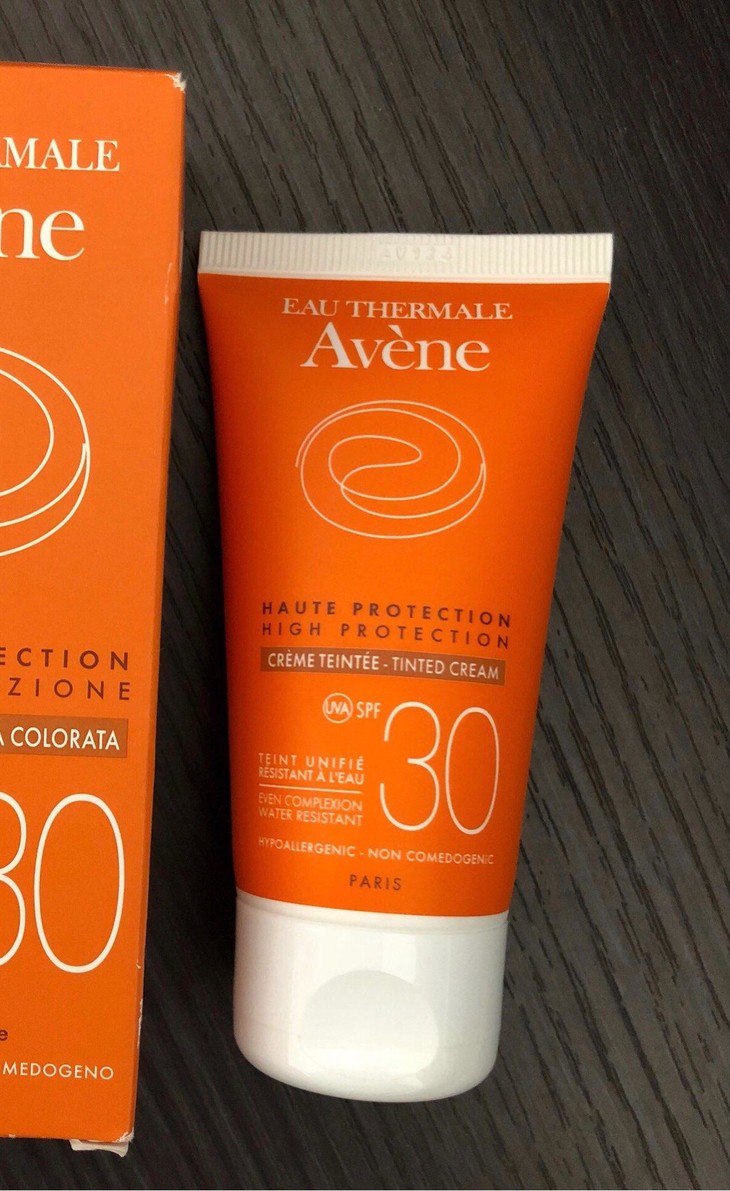 MALE
ne
ECTION
ZIONE
A COLORATA
30
e
MEDOGENO
EAU THERMALE
Avène
HAUTE PROTECTION
HIGH PROTECTION
CRÈME TEINTÉE - TINTED CREAM
UVA SPF 30
TEINT UNIFIÉ
RÉSISTANT À L'EAU
EVEN COMPLEXION
WATER RESISTANT
HYPOALLERGENIC - NON COMEDOGENIC
PARIS